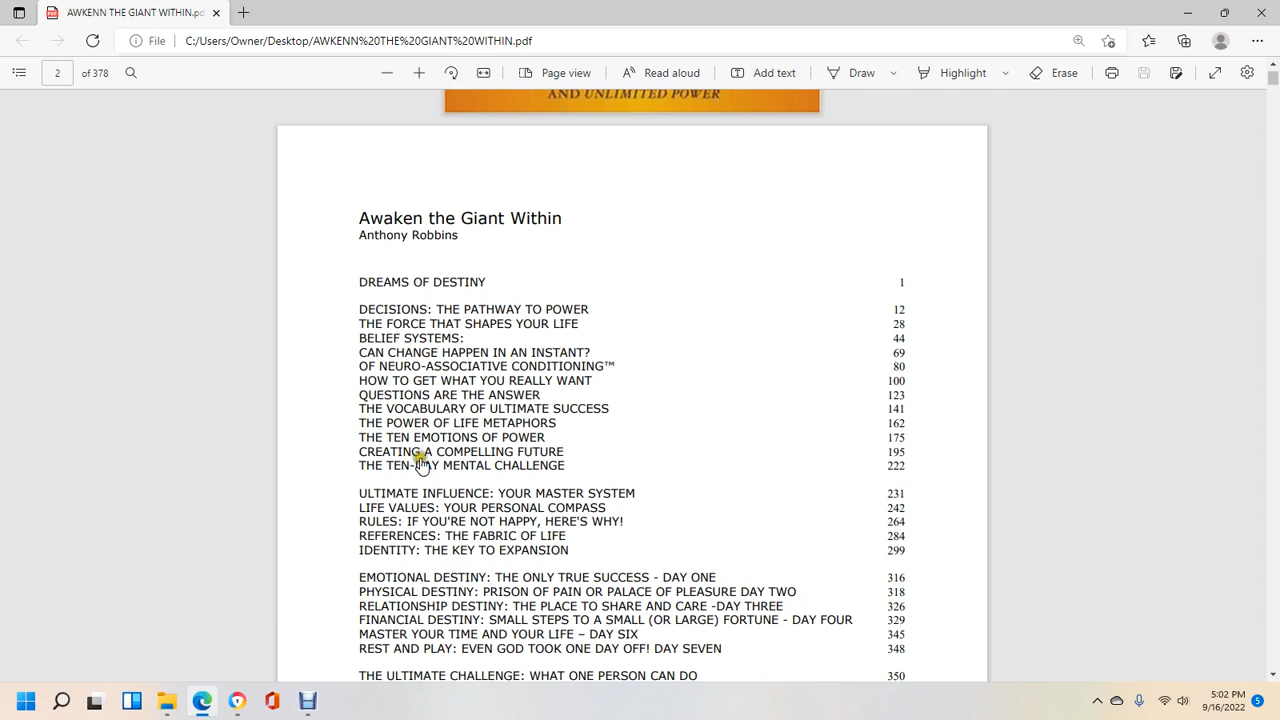 AWKENN THE GIANT WITHIN.pd
File
C:/Users/Owner/Desktop/AWKENN%20THE%20GIANT%20WITHIN.pdf
2 of 378
Page view
Read aloud
Add text
Draw
Highlight
Erase
AND UNLIMITED POWER
Awaken the Giant Within
Anthony Robbins
DREAMS OF DESTINY 1
DECISIONS: THE PATHWAY TO POWER 12
THE FORCE THAT SHAPES YOUR LIFE 28
BELIEF SYSTEMS: 44
CAN CHANGE HAPPEN IN AN INSTANT? 69
OF NEURO-ASSOCIATIVE CONDITIONING™ 80
HOW TO GET WHAT YOU REALLY WANT 100
QUESTIONS ARE THE ANSWER 123
THE VOCABULARY OF ULTIMATE SUCCESS 141
THE POWER OF LIFE METAPHORS 162
THE TEN EMOTIONS OF POWER 175
CREATING A COMPELLING FUTURE 195
THE TEN-DAY MENTAL CHALLENGE 222
ULTIMATE INFLUENCE: YOUR MASTER SYSTEM 231
LIFE VALUES: YOUR PERSONAL COMPASS 242
RULES: IF YOU'RE NOT HAPPY, HERE'S WHY! 264
REFERENCES: THE FABRIC OF LIFE 284
IDENTITY: THE KEY TO EXPANSION 299
EMOTIONAL DESTINY: THE ONLY TRUE SUCCESS - DAY ONE 316
PHYSICAL DESTINY: PRISON OF PAIN OR PALACE OF PLEASURE DAY TWO 318
RELATIONSHIP DESTINY: THE PLACE TO SHARE AND CARE -DAY THREE 326
FINANCIAL DESTINY: SMALL STEPS TO A SMALL (OR LARGE) FORTUNE - DAY FOUR 329
MASTER YOUR TIME AND YOUR LIFE – DAY SIX 345
REST AND PLAY: EVEN GOD TOOK ONE DAY OFF! DAY SEVEN 348
THE ULTIMATE CHALLENGE: WHAT ONE PERSON CAN DO 350
5:02 PM
9/16/2022
5